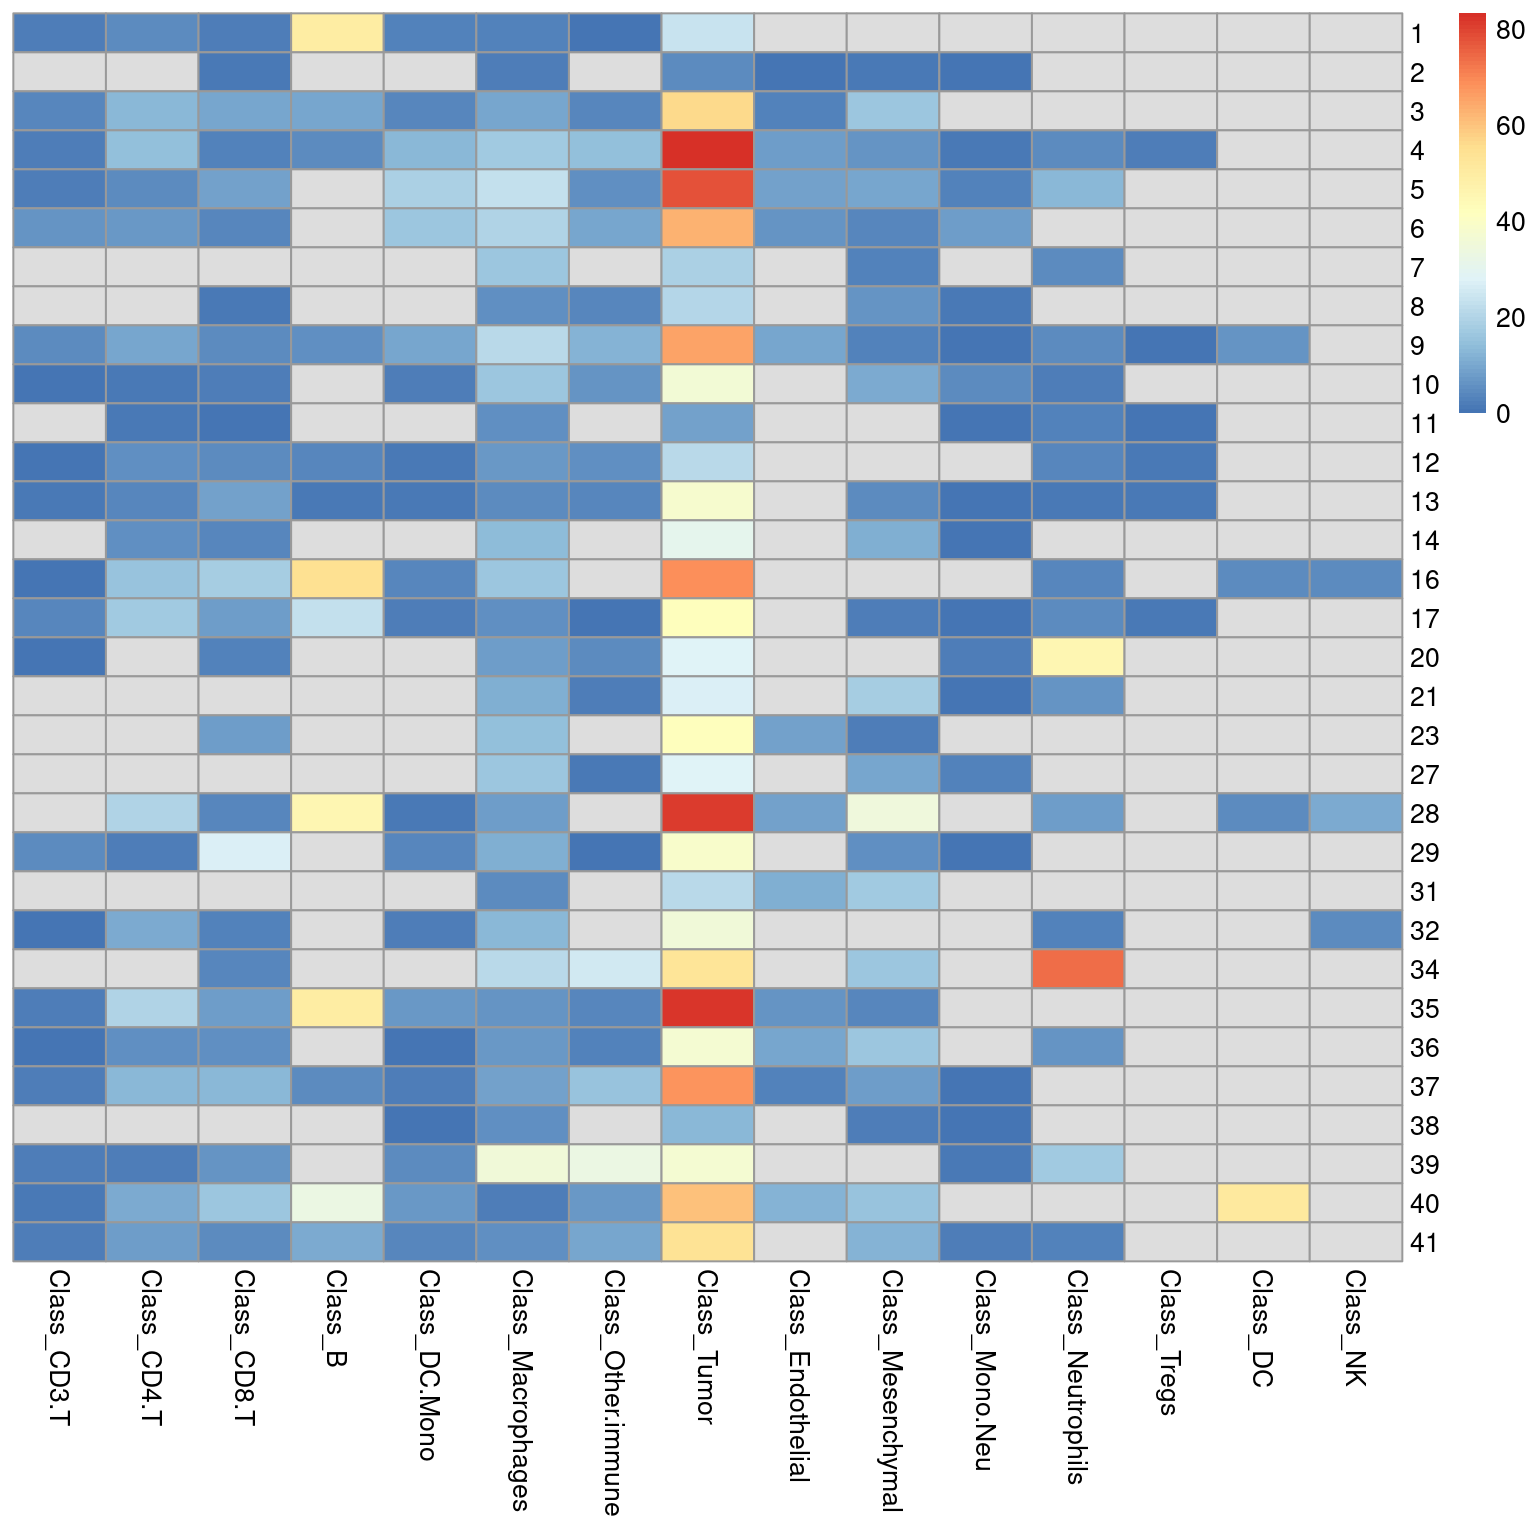 80
60
40
20
0
1
2
3
4
5
6
7
8
9
10
11
12
13
14
16
17
20
21
23
27
28
29
31
32
34
35
36
37
38
39
40
41
Class_CD3.T
Class_CD4.T
Class_CD8.T
Class_B
Class_DC.Mono
Class_Macrophages
Class_Other.immune
Class_Tumor
Class_Endothelial
Class_Mesenchymal
Class_Mono.Neu
Class_Neutrophils
Class_Tregs
Class_DC
Class_NK